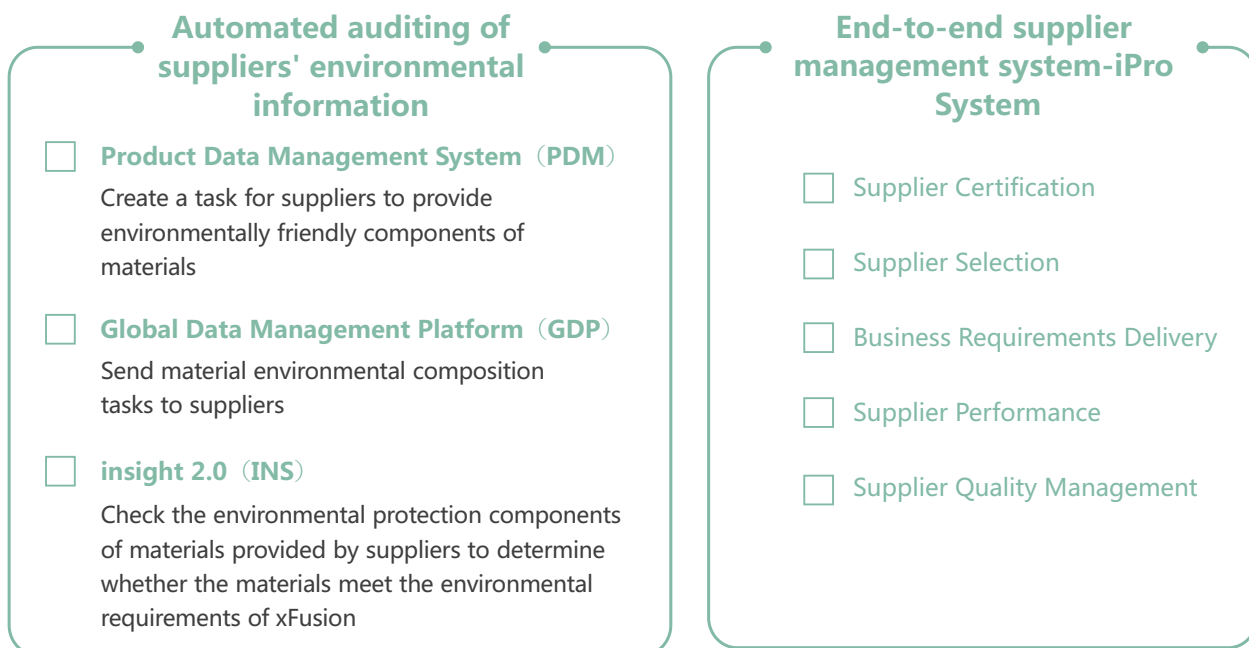 Automated auditing of
suppliers' environmental
information
Product Data Management System（PDM）
Create a task for suppliers to provide
environmentally friendly components of
materials
Global Data Management Platform（GDP）
Send material environmental composition
tasks to suppliers
insight 2.0（INS）
Check the environmental protection components
of materials provided by suppliers to determine
whether the materials meet the environmental
requirements of xFusion
End-to-end supplier
management system-iPro
System
Supplier Certification
Supplier Selection
Business Requirements Delivery
Supplier Performance
Supplier Quality Management